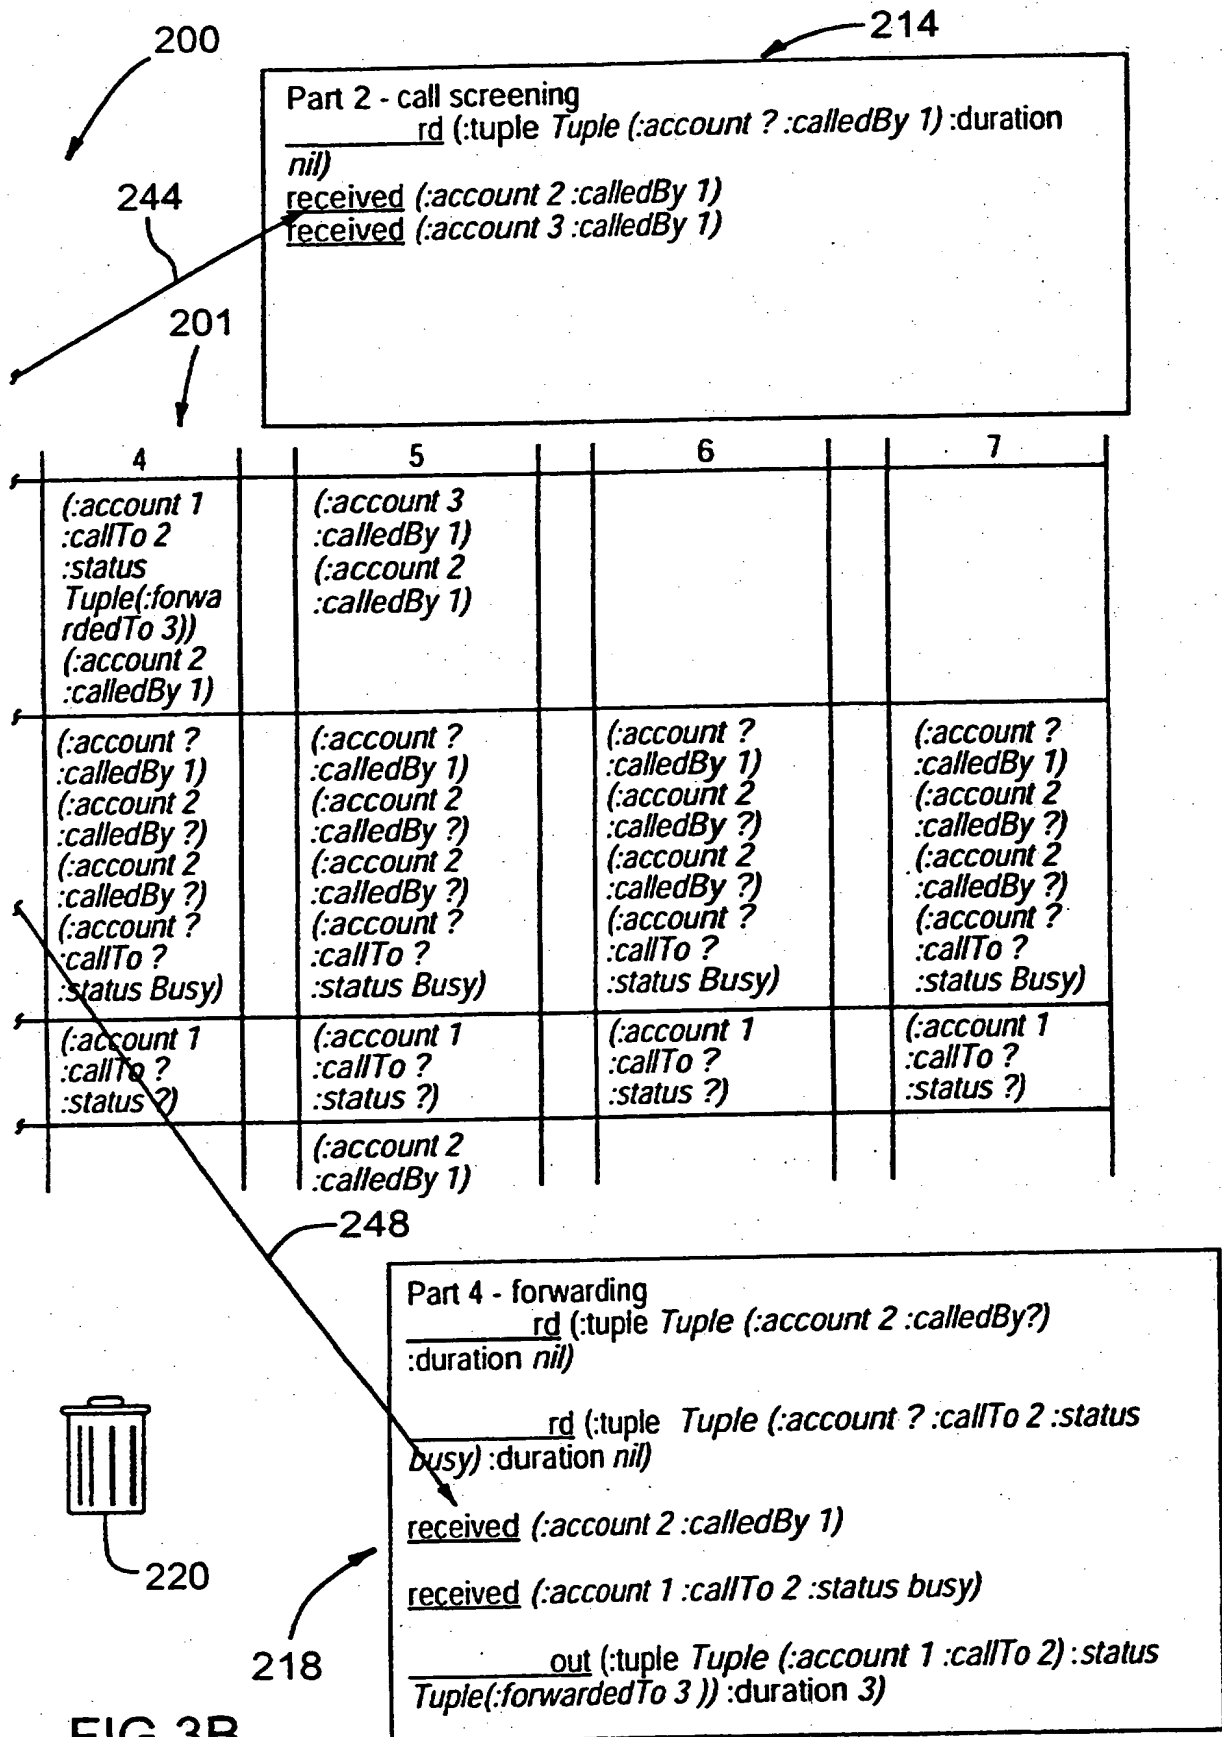 200
214
Part 2 - call screening
rd (:tuple Tuple (:account ? :calledBy 1) :duration
nil)
received (:account 2 :calledBy 1)
received (:account 3 :calledBy 1)
244
201
4 5 6 7
(:account 1
:callTo 2
:status
Tuple(:forwa
rdedTo 3))
(:account 2
:calledBy 1)
(:account 3
:calledBy 1)
(:account 2
:calledBy 1)
(:account ?
:calledBy 1)
(:account 2
:calledBy ?)
(:account 2
:calledBy ?)
(:account ?
:callTo ?
:status Busy)
(:account ?
:calledBy 1)
(:account 2
:calledBy ?)
(:account 2
:calledBy ?)
(:account ?
:callTo ?
:status Busy)
(:account ?
:calledBy 1)
(:account 2
:calledBy ?)
(:account 2
:calledBy ?)
(:account ?
:callTo ?
:status Busy)
(:account ?
:calledBy 1)
(:account 2
:calledBy ?)
(:account 2
:calledBy ?)
(:account ?
:callTo ?
:status Busy)
(:account 1
:callTo ?
:status ?)
(:account 1
:callTo ?
:status ?)
(:account 1
:callTo ?
:status ?)
(:account 1
:callTo ?
:status ?)
(:account 2
:calledBy 1)
248
Part 4 - forwarding
rd (:tuple Tuple (:account 2 :calledBy?)
:duration nil)
rd (:tuple Tuple (:account ? :callTo 2 :status
busy) :duration nil)
received (:account 2 :calledBy 1)
received (:account 1 :callTo 2 :status busy)
out (:tuple Tuple (:account 1 :callTo 2) :status
Tuple(:forwardedTo 3 )) :duration 3)
220
218
FIG 3B